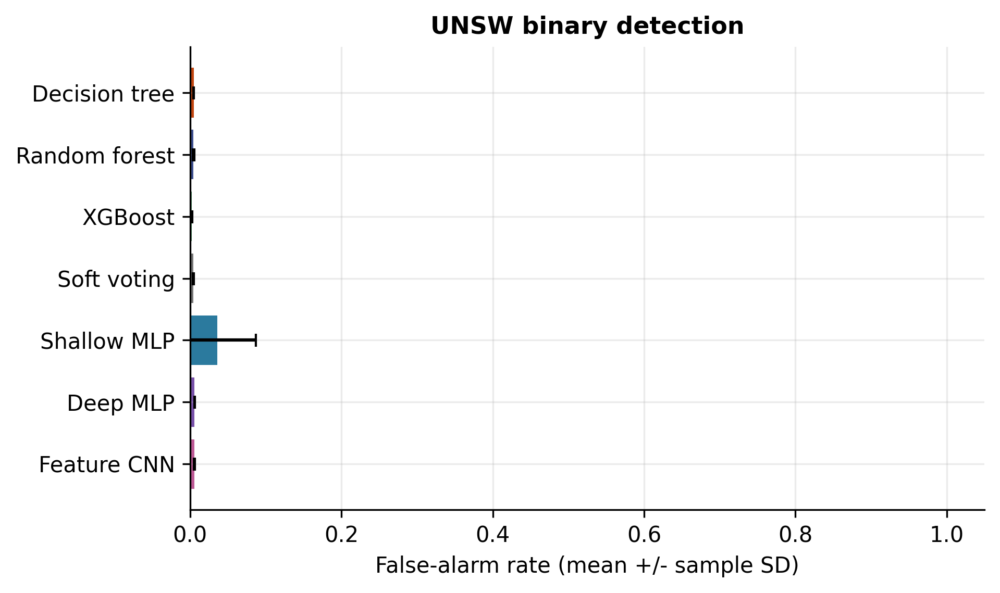 UNSW binary detection
Decision tree
Random forest
XGBoost
Soft voting
Shallow MLP
Deep MLP
Feature CNN
0.0 0.2 0.4 0.6 0.8 1.0
False-alarm rate (mean +/- sample SD)